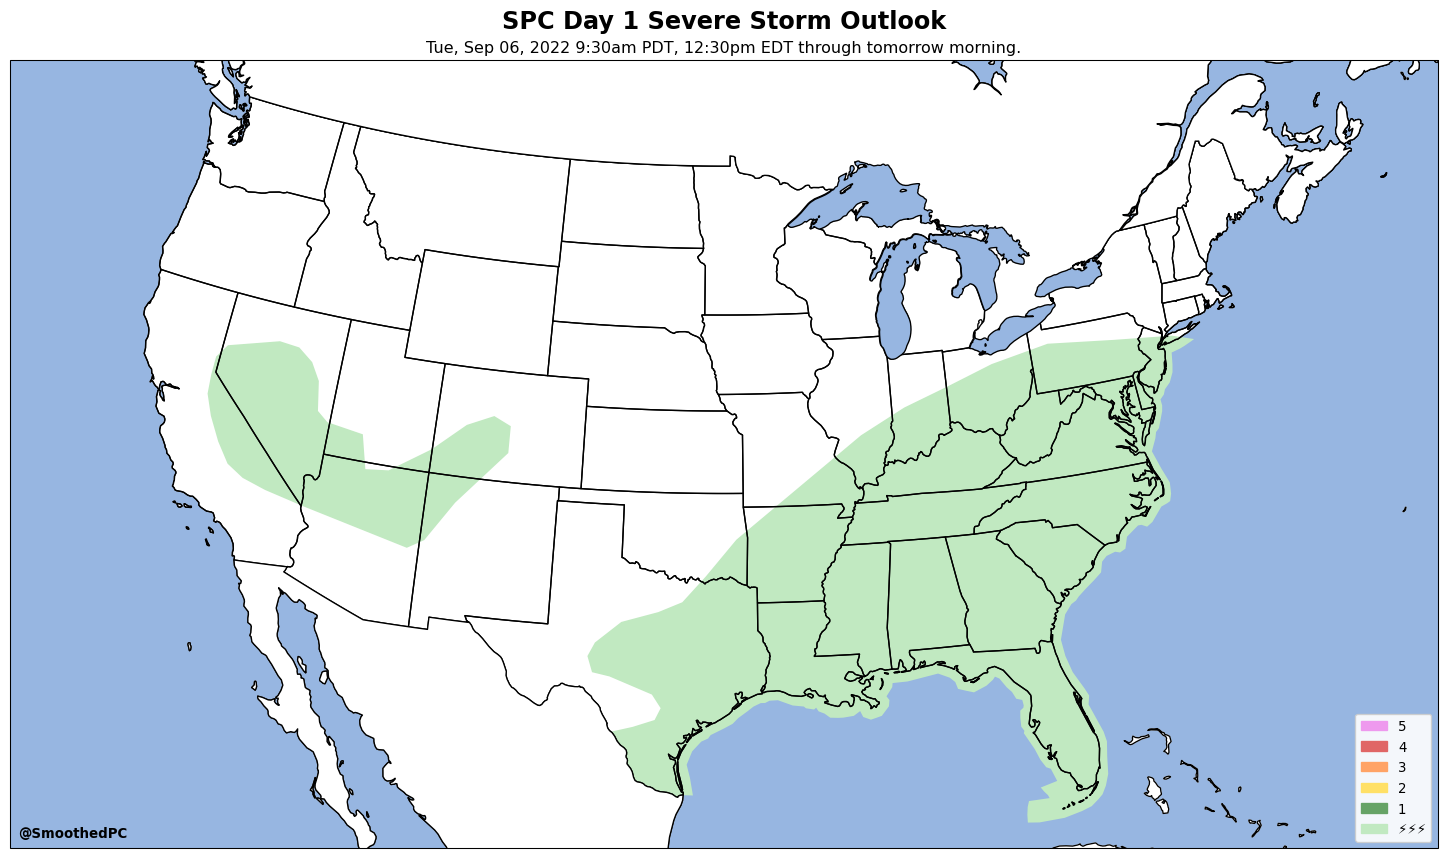 SPC Day 1 Severe Storm Outlook
Tue, Sep 06, 2022 9:30am PDT, 12:30pm EDT through tomorrow morning.
5
4
3
2
1
⚡⚡⚡
@SmoothedPC